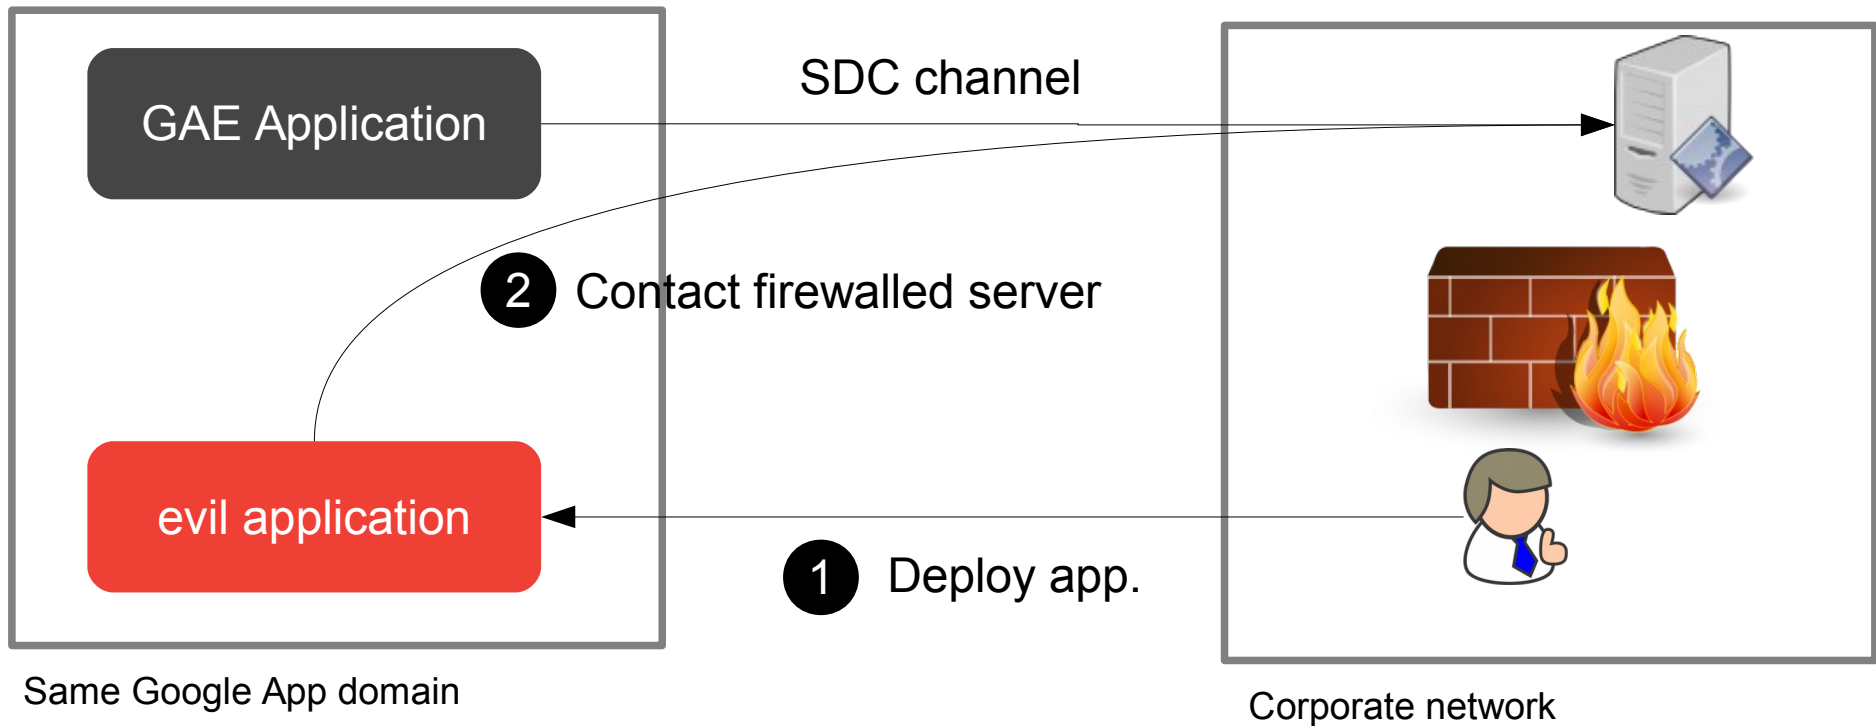 SDC channel
GAE Application
2 Contact firewalled server
evil application
1 Deploy app.
Same Google App domain
Corporate network